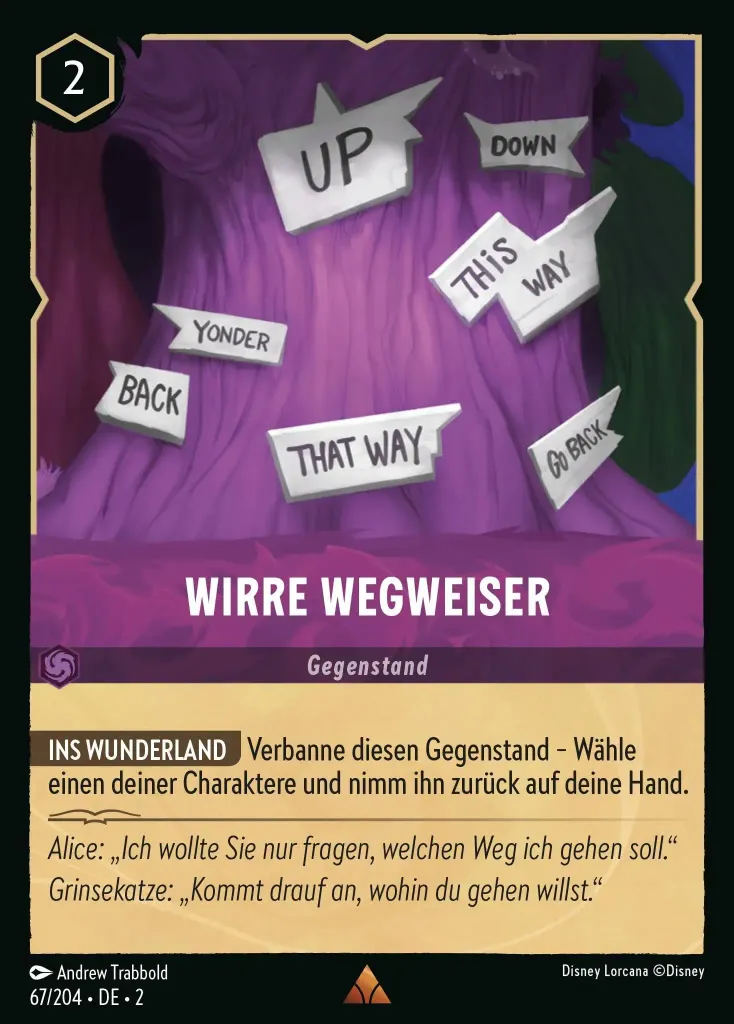 2
UP
DOWN
THIS
WAY
YONDER
BACK
THAT WAY
GO BACK
WIRRE WEGWEISER
Gegenstand
INS WUNDERLAND Verbanne diesen Gegenstand – Wähle
einen deiner Charaktere und nimm ihn zurück auf deine Hand.
Alice: „Ich wollte Sie nur fragen, welchen Weg ich gehen soll.“
Grinsekatze: „Kommt drauf an, wohin du gehen willst.“
Andrew Trabbold
Disney Lorcana ©Disney
67/204 • DE • 2